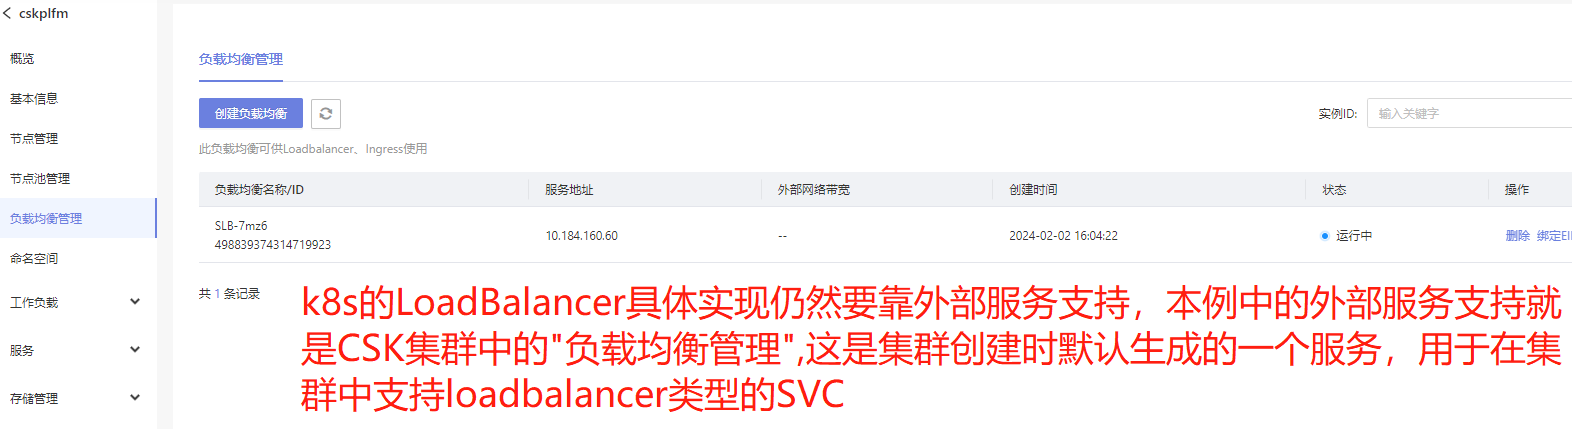 cskplfm
概览
基本信息
节点管理
节点池管理
负载均衡管理
命名空间
工作负载
服务
存储管理
负载均衡管理
创建负载均衡
实例ID:
输入关键字
此负载均衡可供Loadbalancer、Ingress使用
负载均衡名称/ID 服务地址 外部网络带宽 创建时间 状态 操作
SLB-7mz6
498839374314719923
10.184.160.60 -- 2024-02-02 16:04:22 运行中 删除 绑定EI
共 1 条记录
k8s的LoadBalancer具体实现仍然要靠外部服务支持，本例中的外部服务支持就
是CSK集群中的"负载均衡管理",这是集群创建时默认生成的一个服务，用于在集
群中支持loadbalancer类型的SVC